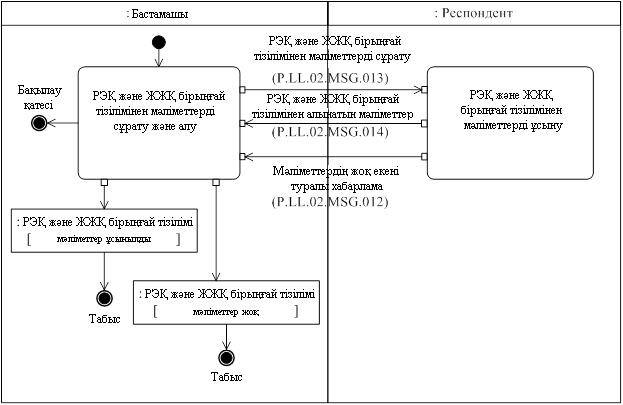 : Бастамашы
: Респондент
РЭҚ және ЖЖҚ бірыңғай
тізілімінен мәліметтерді сұрату
(P.LL.02.MSG.013)
Бақылау
қатесі
РЭҚ және ЖЖҚ бірыңғай
тізілімінен мәліметтерді
сұрату және алу
РЭҚ және ЖЖҚ бірыңғай
тізілімінен алынатын мәліметтер
(P.LL.02.MSG.014)
РЭҚ және ЖЖҚ
бірыңғай тізілімінен
мәліметтерді ұсыну
Мәліметтердің жоқ екені
туралы хабарлама
(P.LL.02.MSG.012)
: РЭҚ және ЖЖҚ бірыңғай тізілімі
[ мәліметтер ұсынылды ]
Табыс
: РЭҚ және ЖЖҚ бірыңғай тізілімі
[ мәліметтер жоқ ]
Табыс